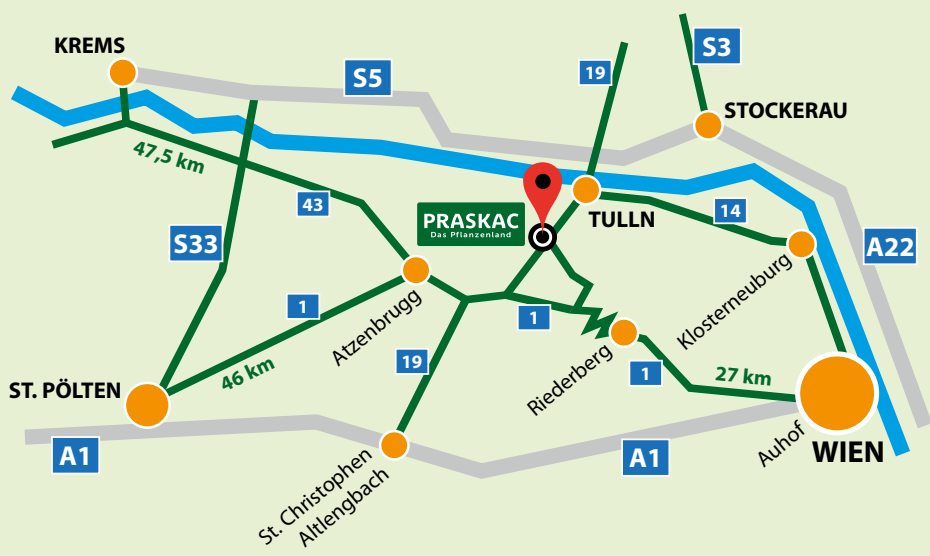 KREMS
S5
19
S3
STOCKERAU
47,5 km
43
PRASKAC
Das Pflanzenland
TULLN
14
S33
A22
Klosterneuburg
1
Atzenbrugg
1
19
Riederberg
1
46 km
27 km
ST. PÖLTEN
A1
St. Christophen
Altlengbach
A1
Auhof
WIEN